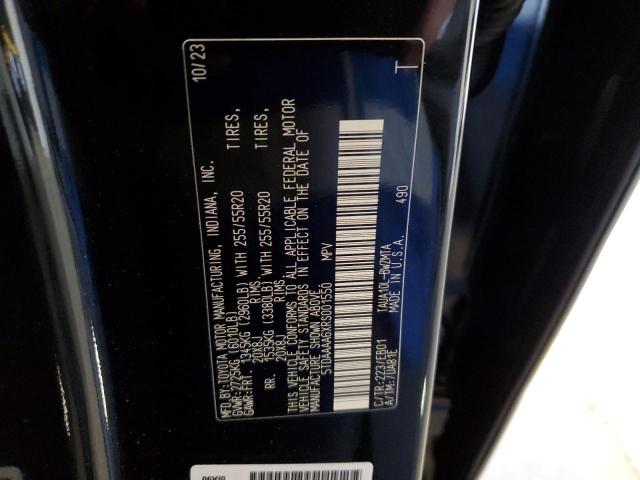 MFD.BY:TOYOTA MOTOR MANUFACTURING, INDIANA, INC. 10/23
GVWR:2725KG (6010LB)
GAWR:FRT. 1345KG (2960LB) WITH 255/55R20 TIRES,
20X8J RIMS
RR. 1535KG (3380LB) WITH 255/55R20 TIRES,
20X8J RIMS
THIS VEHICLE CONFORMS TO ALL APPLICABLE FEDERAL MOTOR
VEHICLE SAFETY STANDARDS IN EFFECT ON THE DATE OF
MANUFACTURE SHOWN ABOVE.
5TDAAAA6XRS001550 MPV
T
C/TR:223/EB01 TAUA10L-BWZMTA
A/TM:/UA81E MADE IN U.S.A. 490